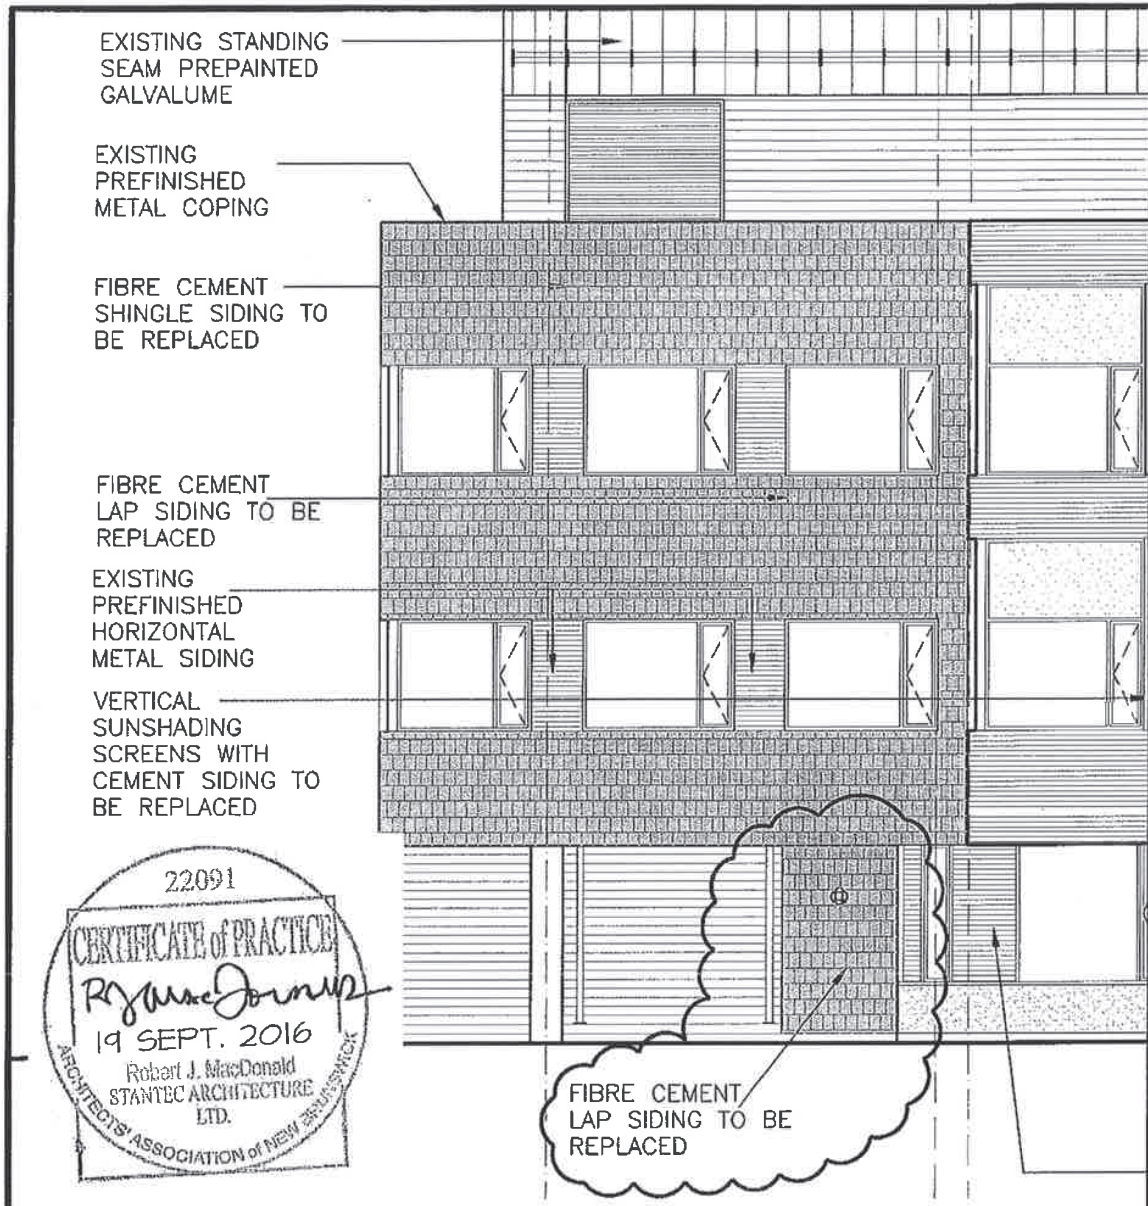 EXISTING STANDING
SEAM PREPAINTED
GALVALUME
EXISTING
PREFINISHED
METAL COPING
FIBRE CEMENT
SHINGLE SIDING TO
BE REPLACED
FIBRE CEMENT
LAP SIDING TO BE
REPLACED
EXISTING
PREFINISHED
HORIZONTAL
METAL SIDING
VERTICAL
SUNSHADING
SCREENS WITH
CEMENT SIDING TO
BE REPLACED
22091
CERTIFICATE of PRACTICE
19 SEPT. 2016
Robert J. MacDonald
STANTEC ARCHITECTURE
LTD.
ARCHITECTS' ASSOCIATION of NEW BRUNSWICK
FIBRE CEMENT
LAP SIDING TO BE
REPLACED